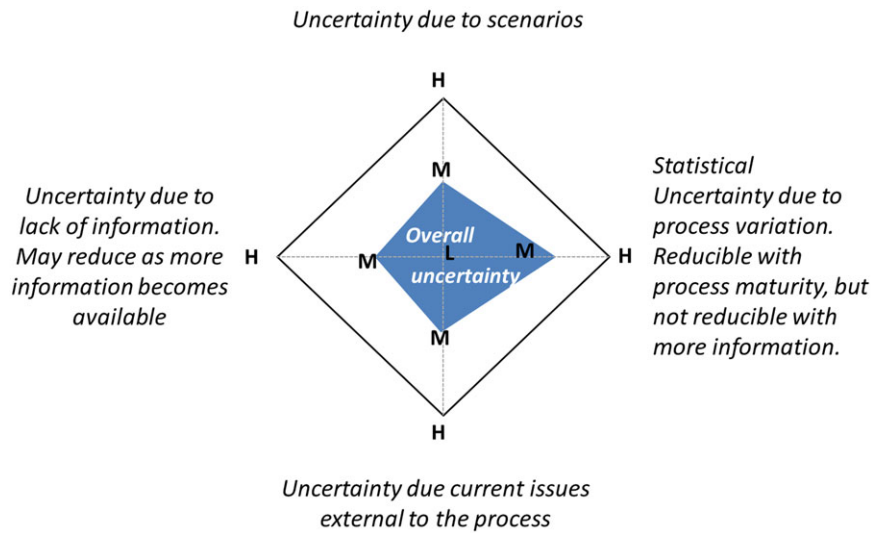 Uncertainty due to scenarios
H
M
Statistical
Uncertainty due to
process variation.
Reducible with
process maturity, but
not reducible with
more information.
Uncertainty due to
lack of information.
May reduce as more
information becomes
available
H
M
Overall
L
uncertainty
M
H
M
H
Uncertainty due current issues
external to the process